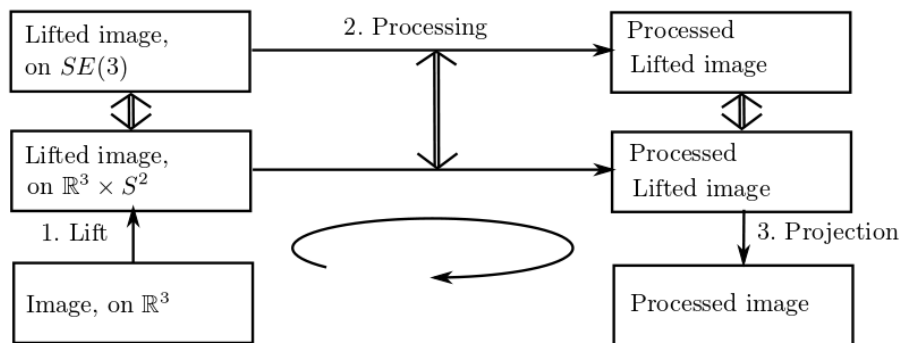 Lifted image,
on SE(3)
2. Processing
Processed
Lifted image
Lifted image,
on ℝ³ × S²
Processed
Lifted image
1. Lift
3. Projection
Image, on ℝ³
Processed image